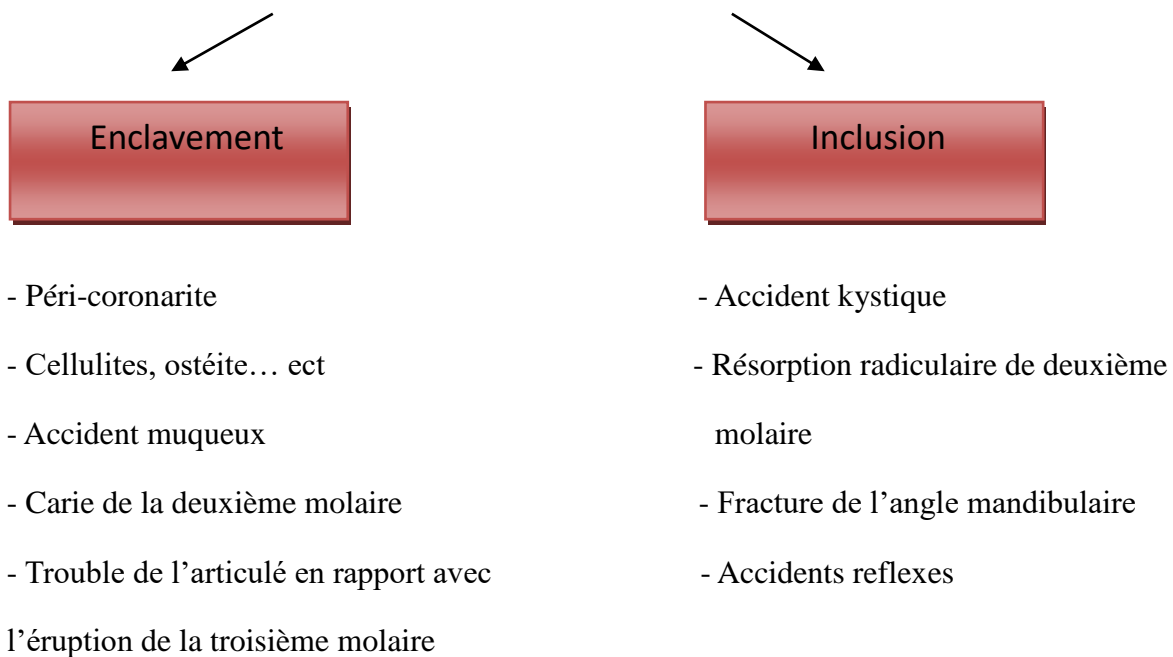 Enclavement
- Péri-coronarite
- Cellulites, ostéite… ect
- Accident muqueux
- Carie de la deuxième molaire
- Trouble de l’articulé en rapport avec
l’éruption de la troisième molaire
Inclusion
- Accident kystique
- Résorption radiculaire de deuxième
molaire
- Fracture de l’angle mandibulaire
- Accidents reflexes